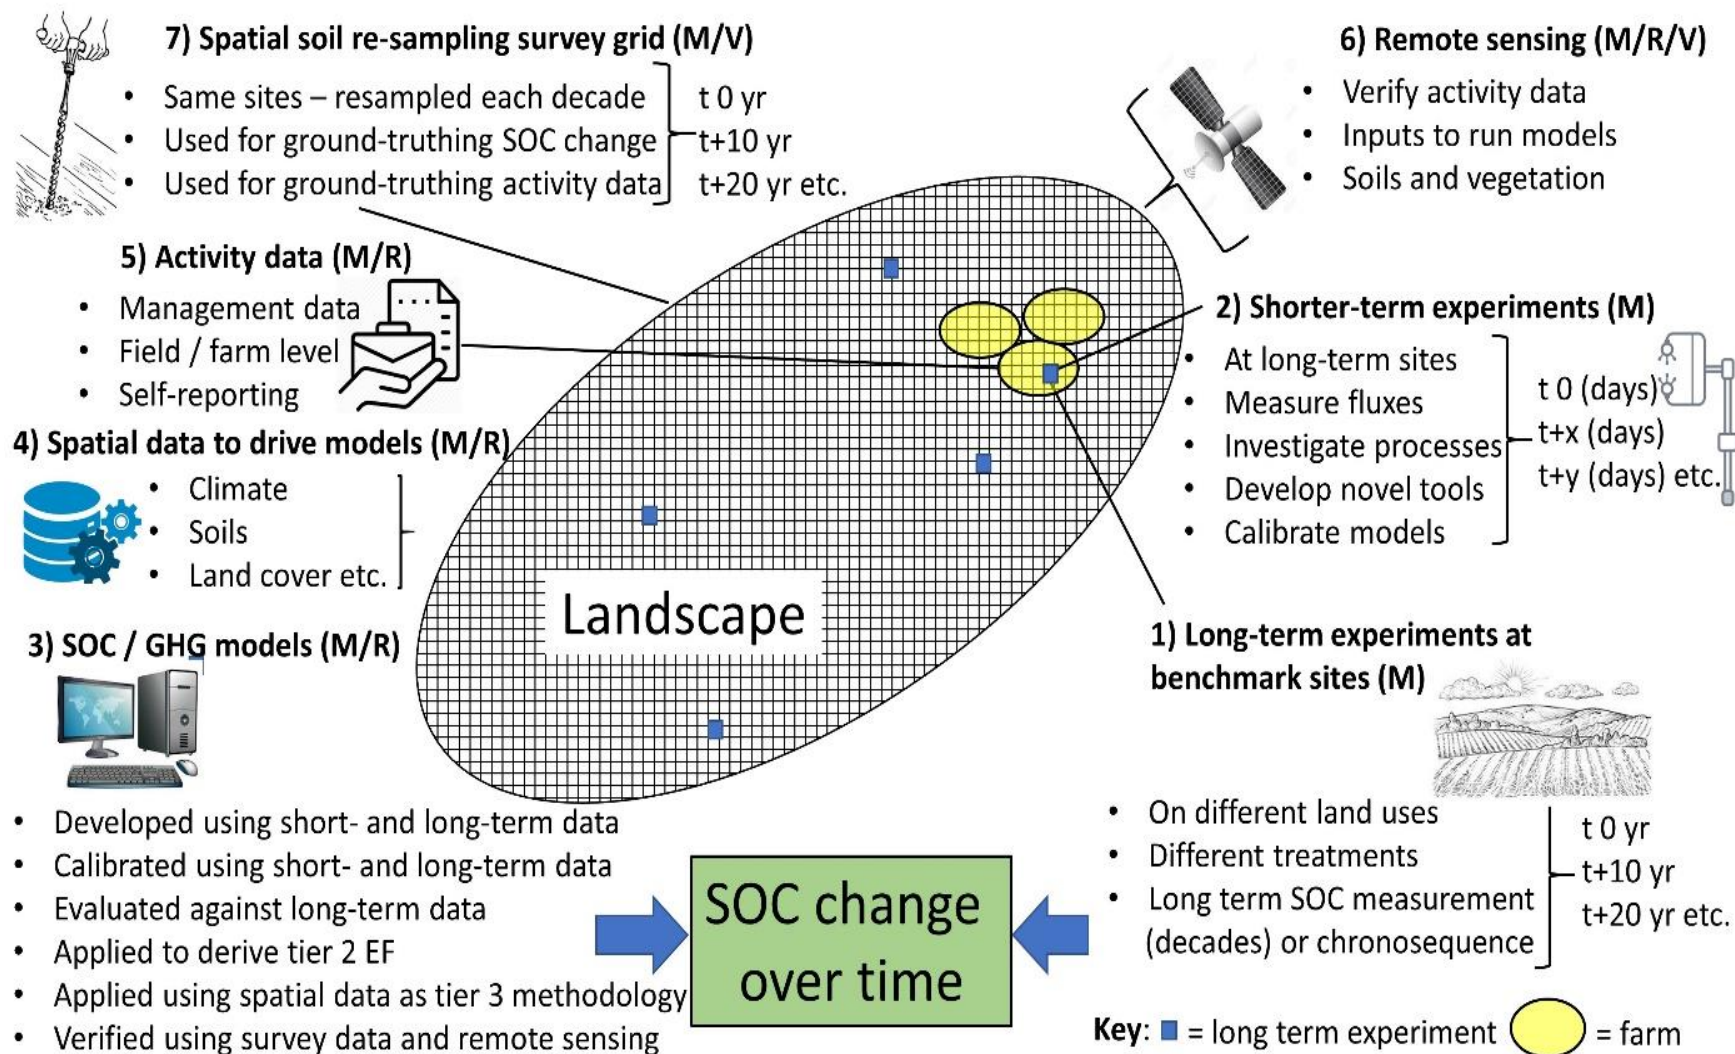 7) Spatial soil re-sampling survey grid (M/V)
• Same sites – resampled each decade
• Used for ground-truthing SOC change
• Used for ground-truthing activity data
t 0 yr
t+10 yr
t+20 yr etc.
6) Remote sensing (M/R/V)
• Verify activity data
• Inputs to run models
• Soils and vegetation
5) Activity data (M/R)
• Management data
• Field / farm level
• Self-reporting
2) Shorter-term experiments (M)
• At long-term sites
• Measure fluxes
• Investigate processes
• Develop novel tools
• Calibrate models
t 0 (days)
t+x (days)
t+y (days) etc.
4) Spatial data to drive models (M/R)
• Climate
• Soils
• Land cover etc.
Landscape
3) SOC / GHG models (M/R)
• Developed using short- and long-term data
• Calibrated using short- and long-term data
• Evaluated against long-term data
• Applied to derive tier 2 EF
• Applied using spatial data as tier 3 methodology
• Verified using survey data and remote sensing
1) Long-term experiments at
benchmark sites (M)
• On different land uses
• Different treatments
• Long term SOC measurement
(decades) or chronosequence
t 0 yr
t+10 yr
t+20 yr etc.
SOC change
over time
Key: = long term experiment = farm